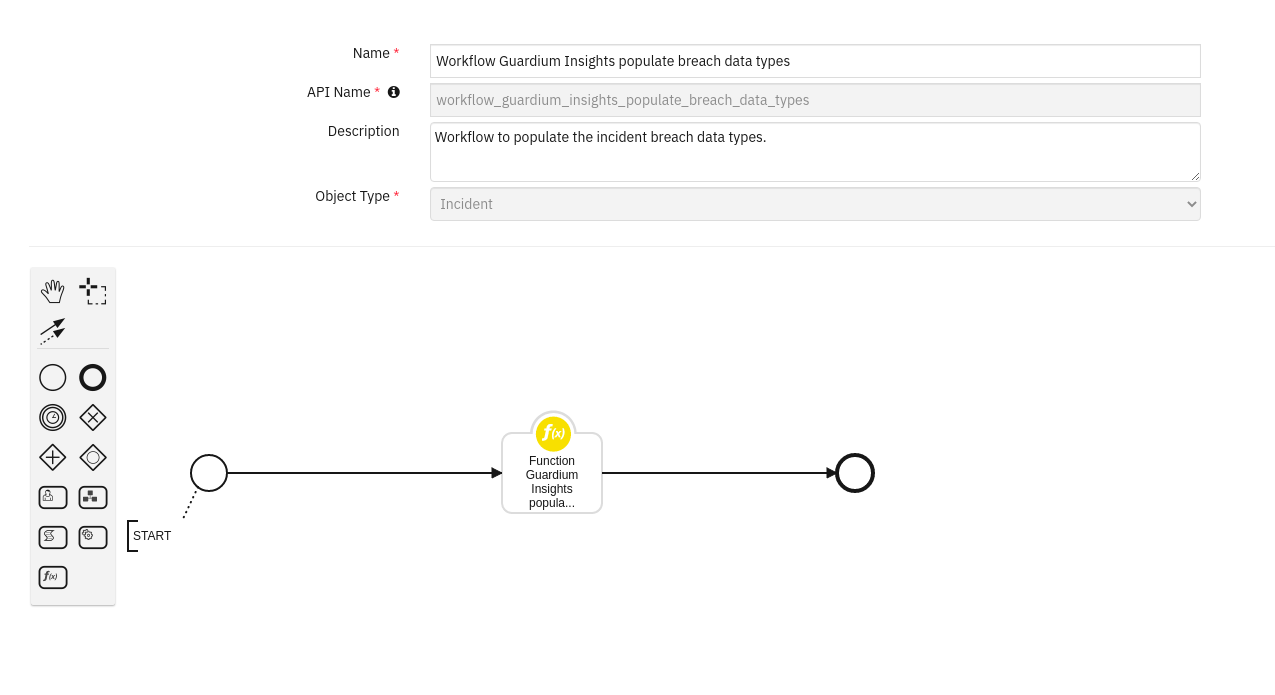 Name *
Workflow Guardium Insights populate breach data types
API Name *
workflow_guardium_insights_populate_breach_data_types
Description
Workflow to populate the incident breach data types.
Object Type *
Incident
f(x)
Function
Guardium
Insights
popula...
START
f(x)